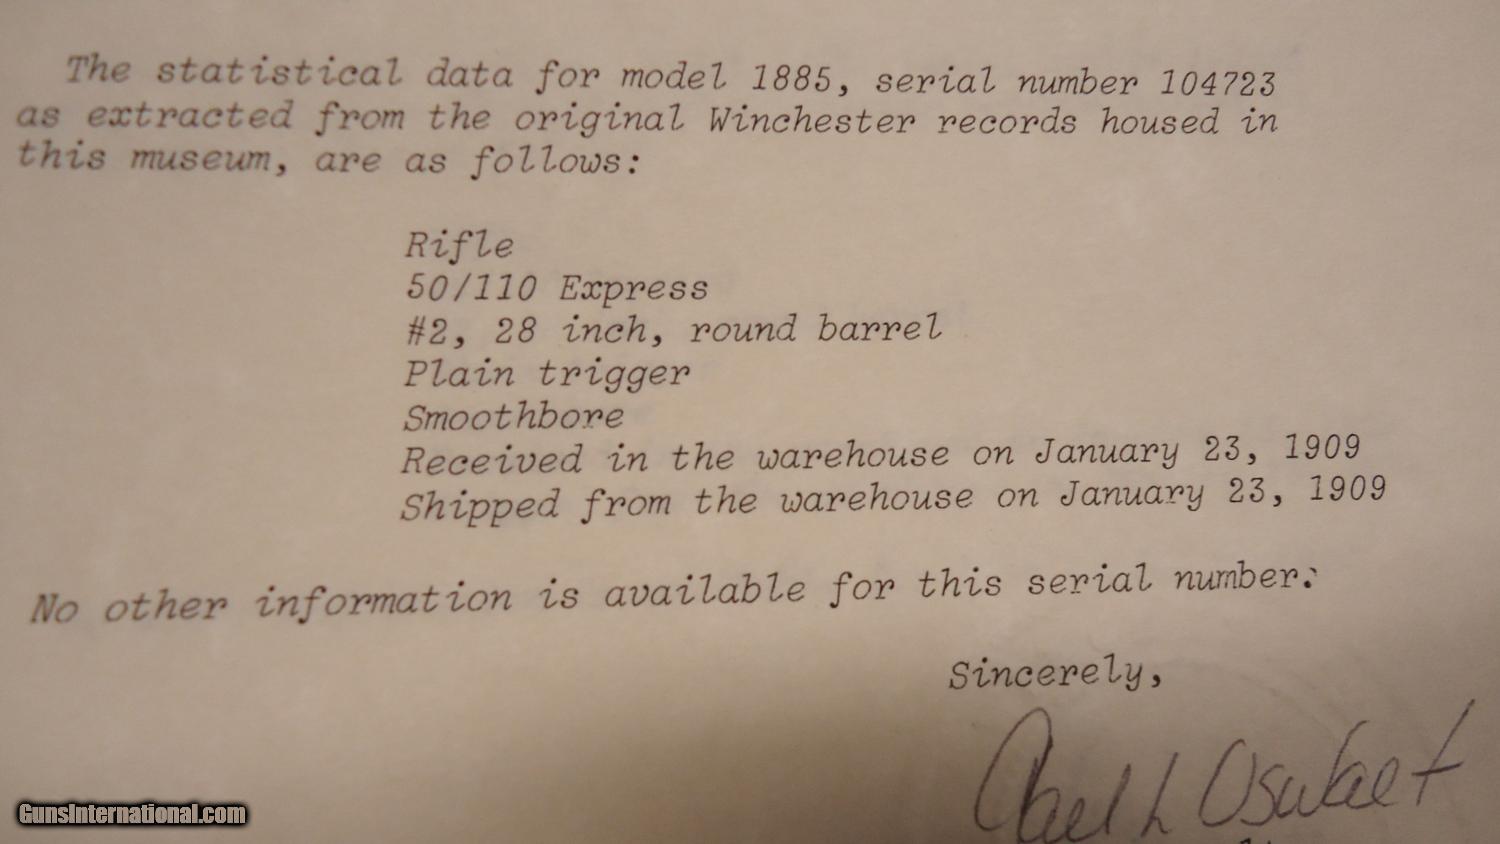 The statistical data for model 1885, serial number 104723
as extracted from the original Winchester records housed in
this museum, are as follows:
Rifle
50/110 Express
#2, 28 inch, round barrel
Plain trigger
Smoothbore
Received in the warehouse on January 23, 1909
Shipped from the warehouse on January 23, 1909
No other information is available for this serial number.
Sincerely,
GunsInternational.com